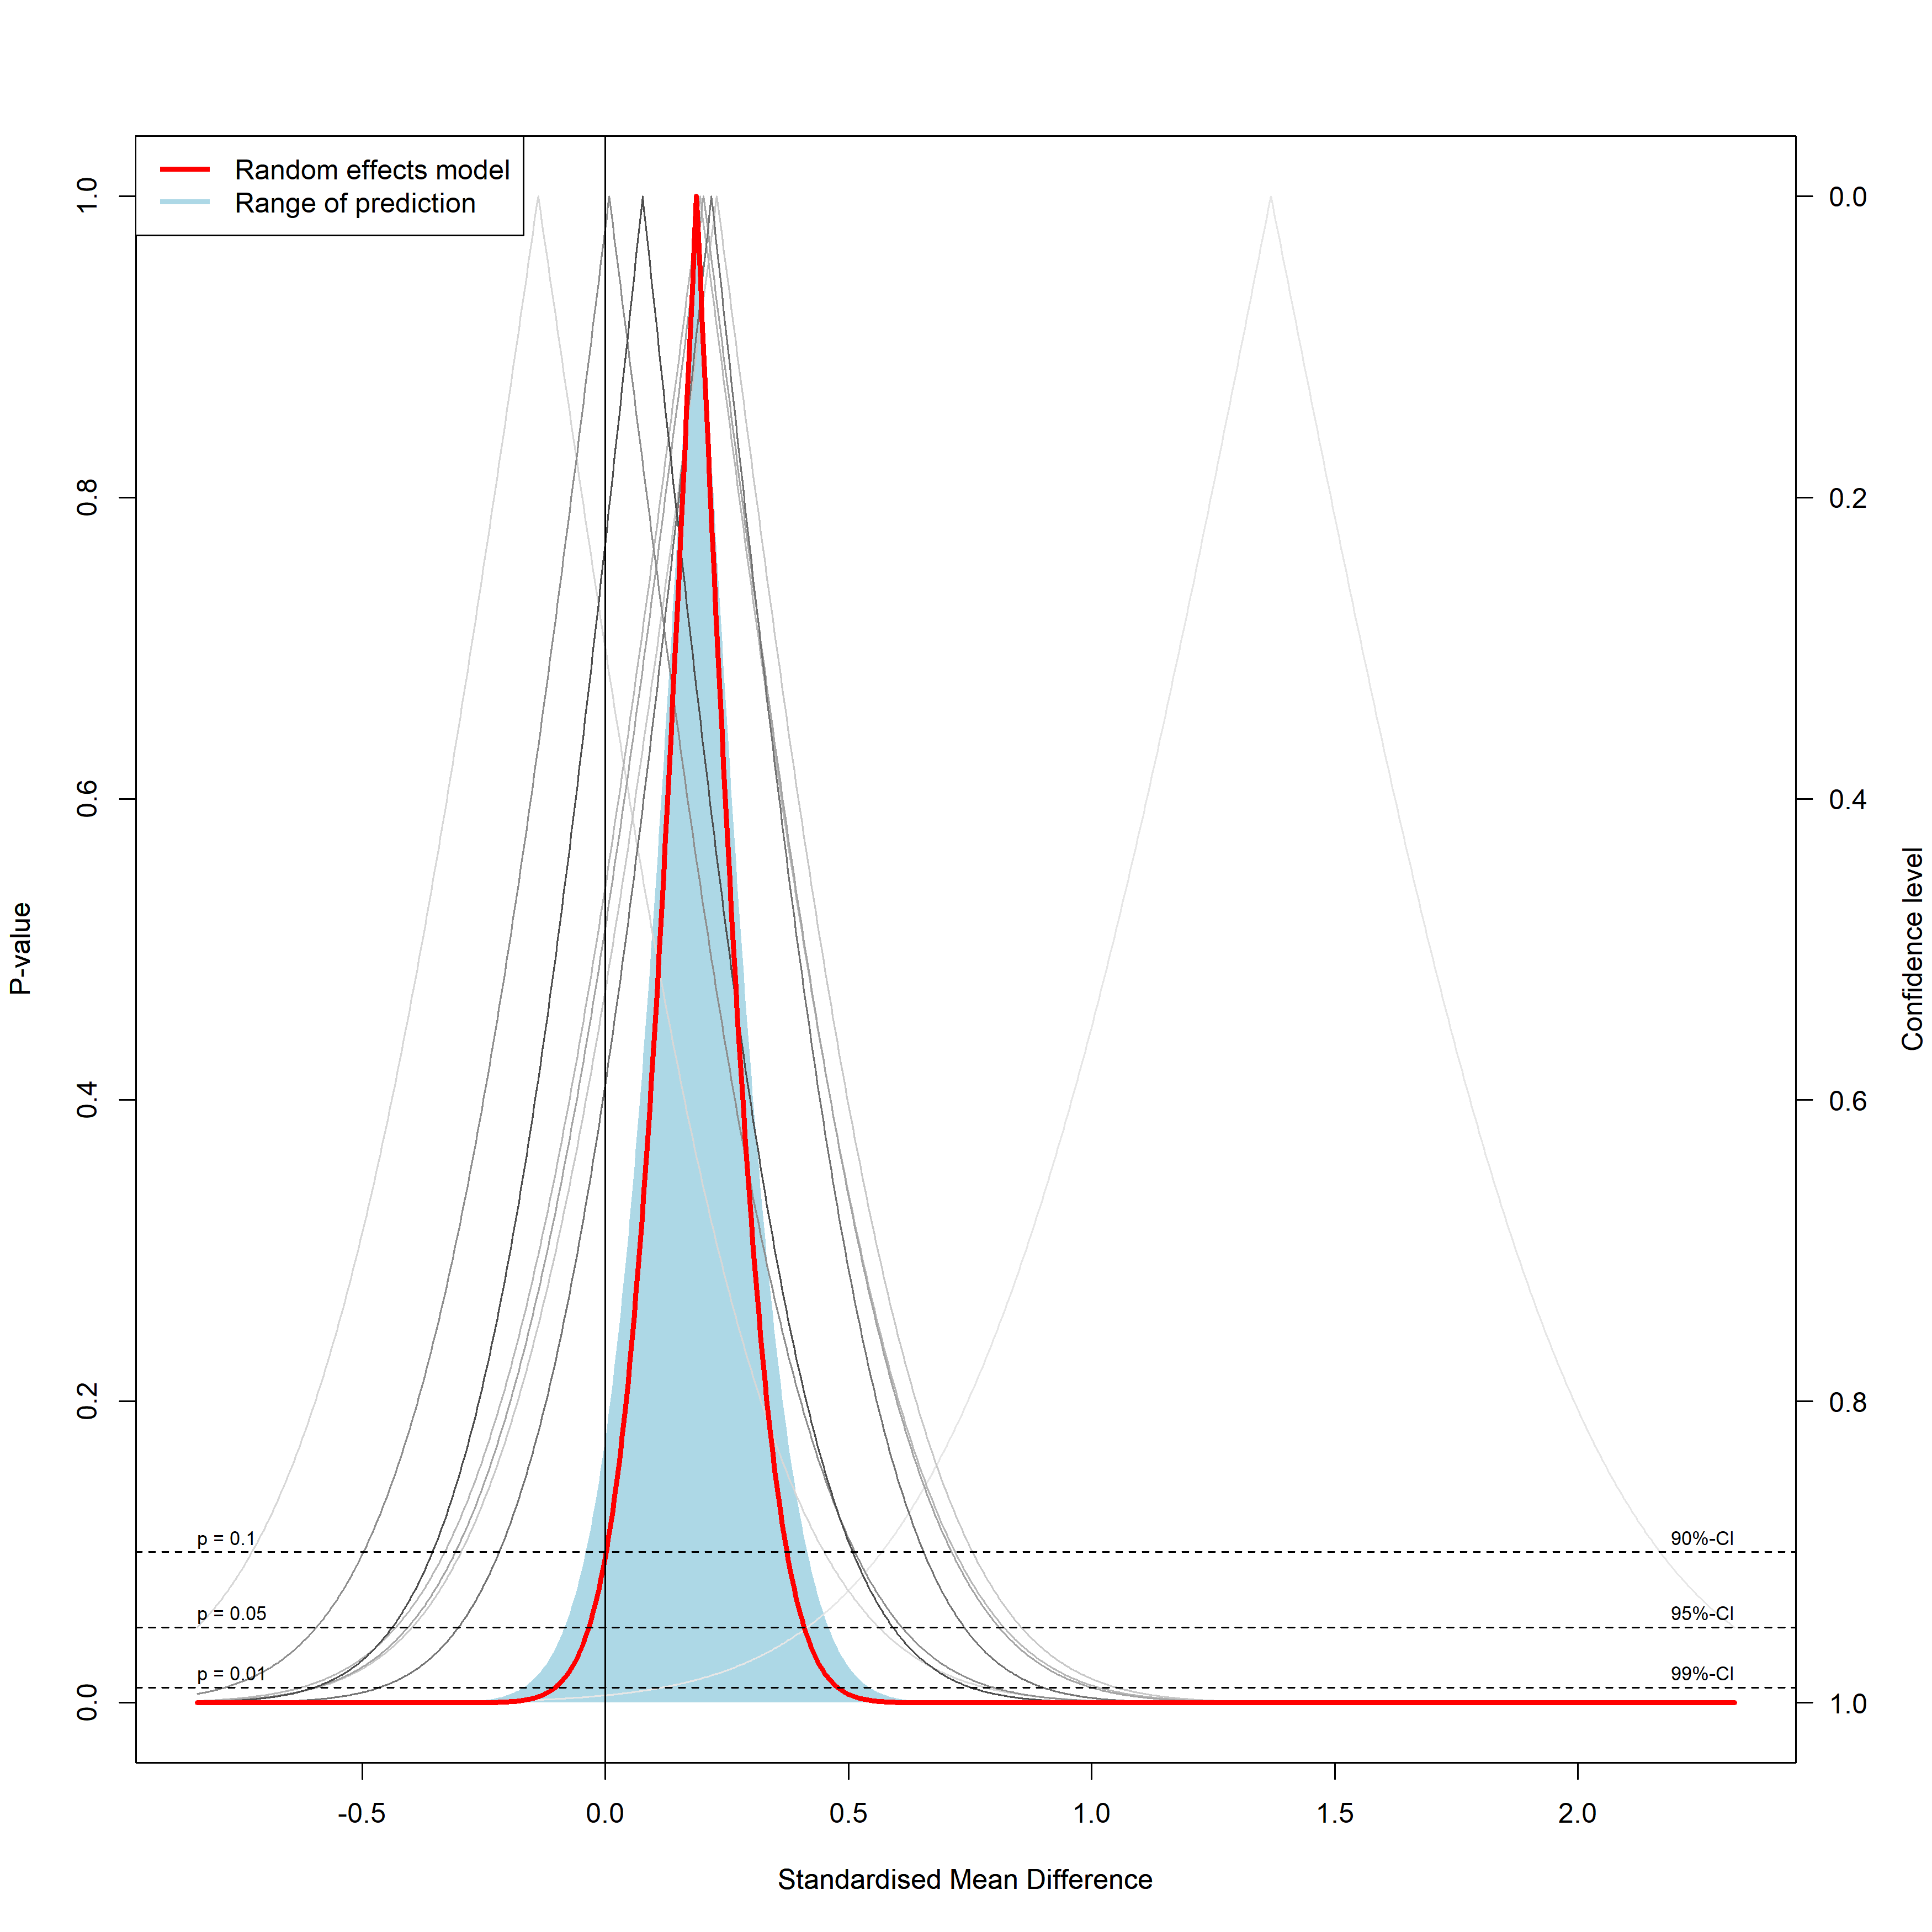 Random effects model
Range of prediction
1.0
0.8
0.6
0.4
0.2
0.0
P-value
0.0
0.2
0.4
0.6
0.8
1.0
Confidence level
p = 0.1
90%-CI
p = 0.05
95%-CI
p = 0.01
99%-CI
-0.5
0.0
0.5
1.0
1.5
2.0
Standardised Mean Difference